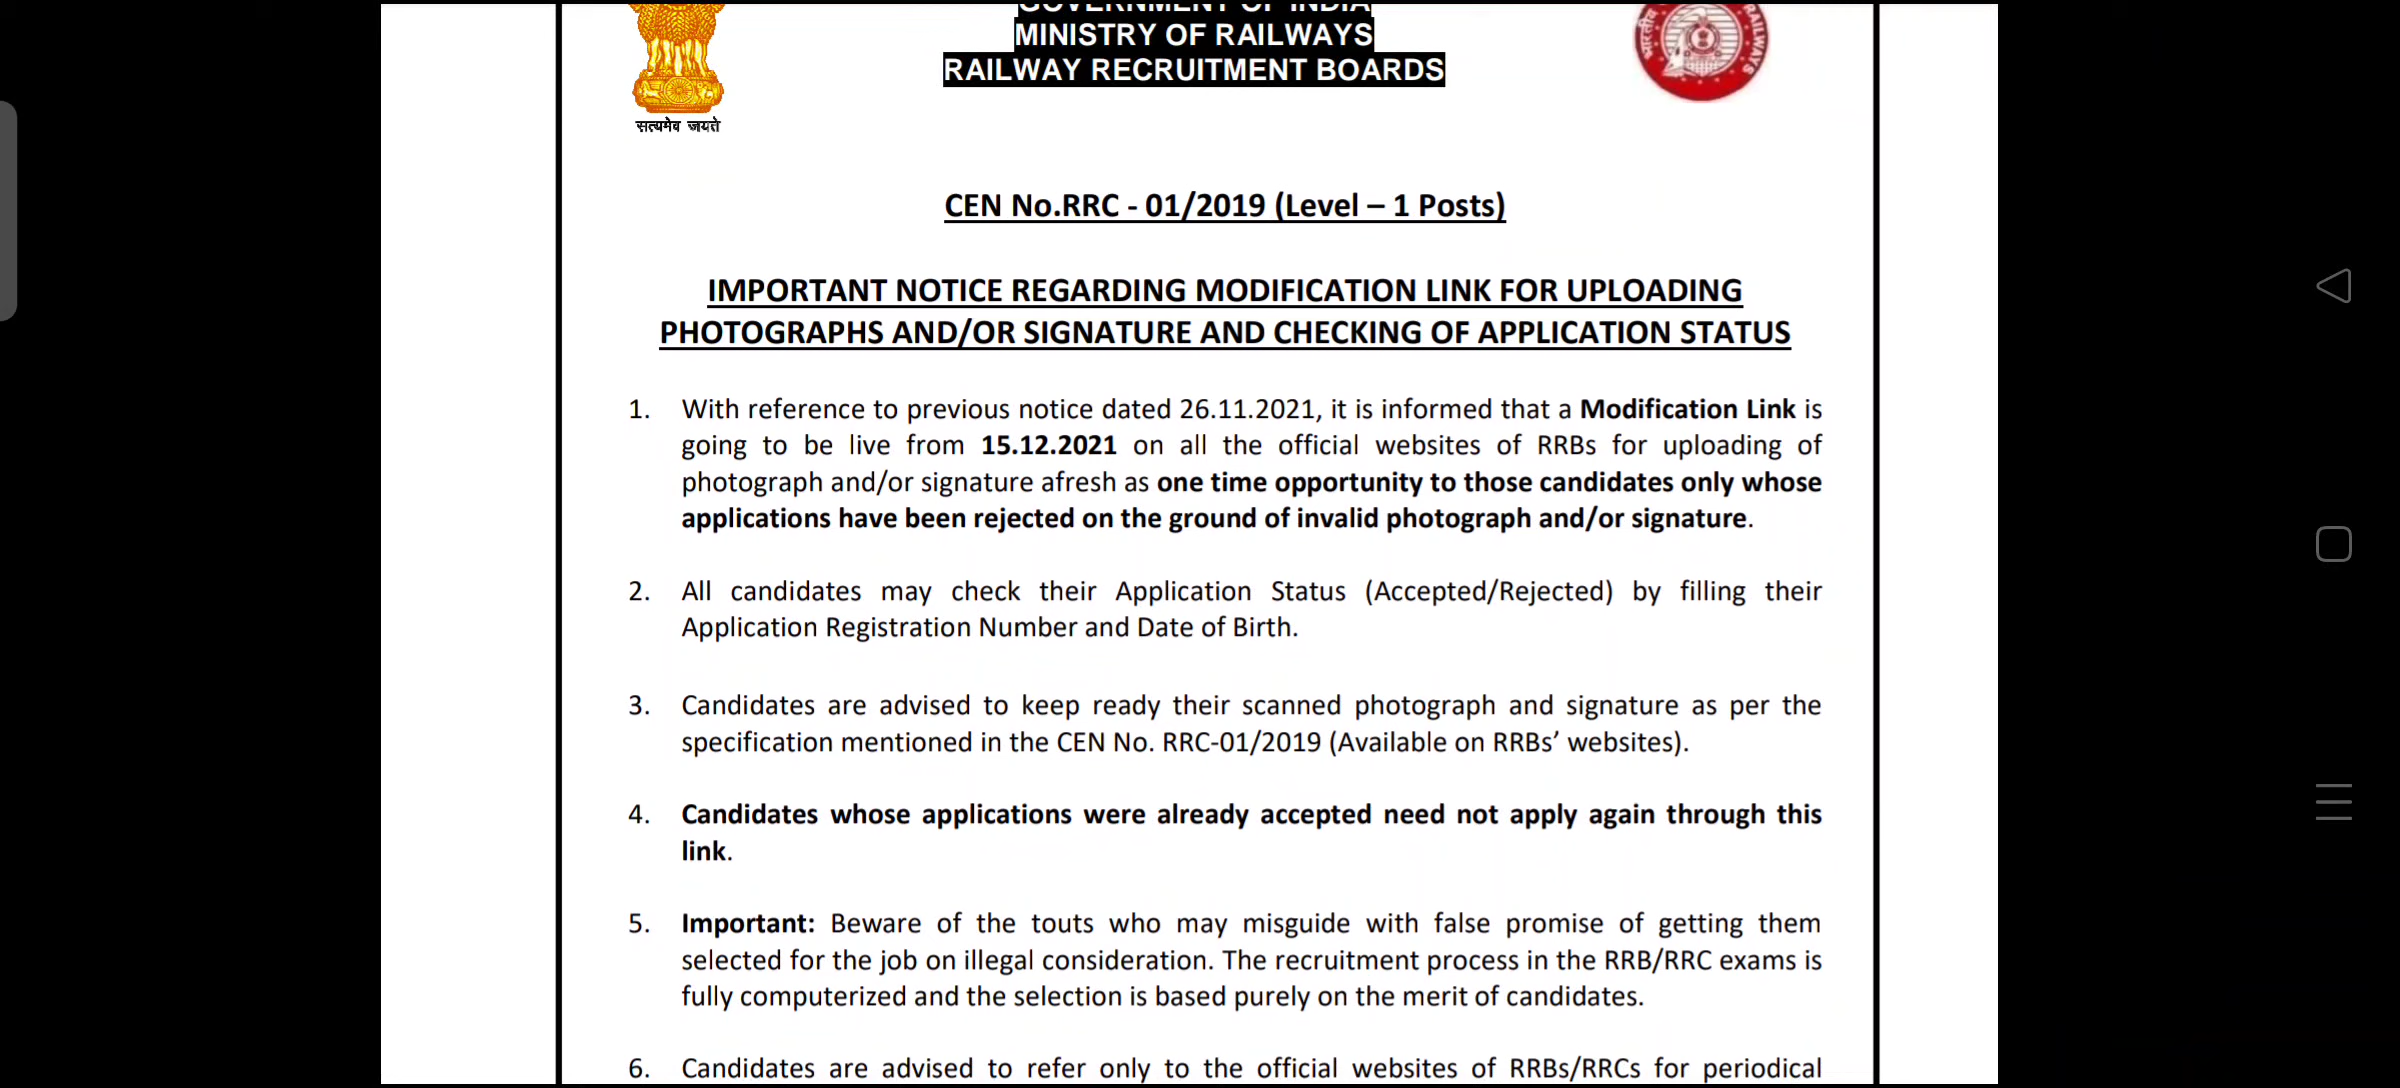 GOVERNMENT OF INDIA
MINISTRY OF RAILWAYS
RAILWAY RECRUITMENT BOARDS
RAILWAYS
सत्यमेव जयते
CEN No.RRC - 01/2019 (Level – 1 Posts)
IMPORTANT NOTICE REGARDING MODIFICATION LINK FOR UPLOADING
PHOTOGRAPHS AND/OR SIGNATURE AND CHECKING OF APPLICATION STATUS
1. With reference to previous notice dated 26.11.2021, it is informed that a Modification Link is
going to be live from 15.12.2021 on all the official websites of RRBs for uploading of
photograph and/or signature afresh as one time opportunity to those candidates only whose
applications have been rejected on the ground of invalid photograph and/or signature.
2. All candidates may check their Application Status (Accepted/Rejected) by filling their
Application Registration Number and Date of Birth.
3. Candidates are advised to keep ready their scanned photograph and signature as per the
specification mentioned in the CEN No. RRC-01/2019 (Available on RRBs’ websites).
4. Candidates whose applications were already accepted need not apply again through this
link.
5. Important: Beware of the touts who may misguide with false promise of getting them
selected for the job on illegal consideration. The recruitment process in the RRB/RRC exams is
fully computerized and the selection is based purely on the merit of candidates.
6. Candidates are advised to refer only to the official websites of RRBs/RRCs for periodical